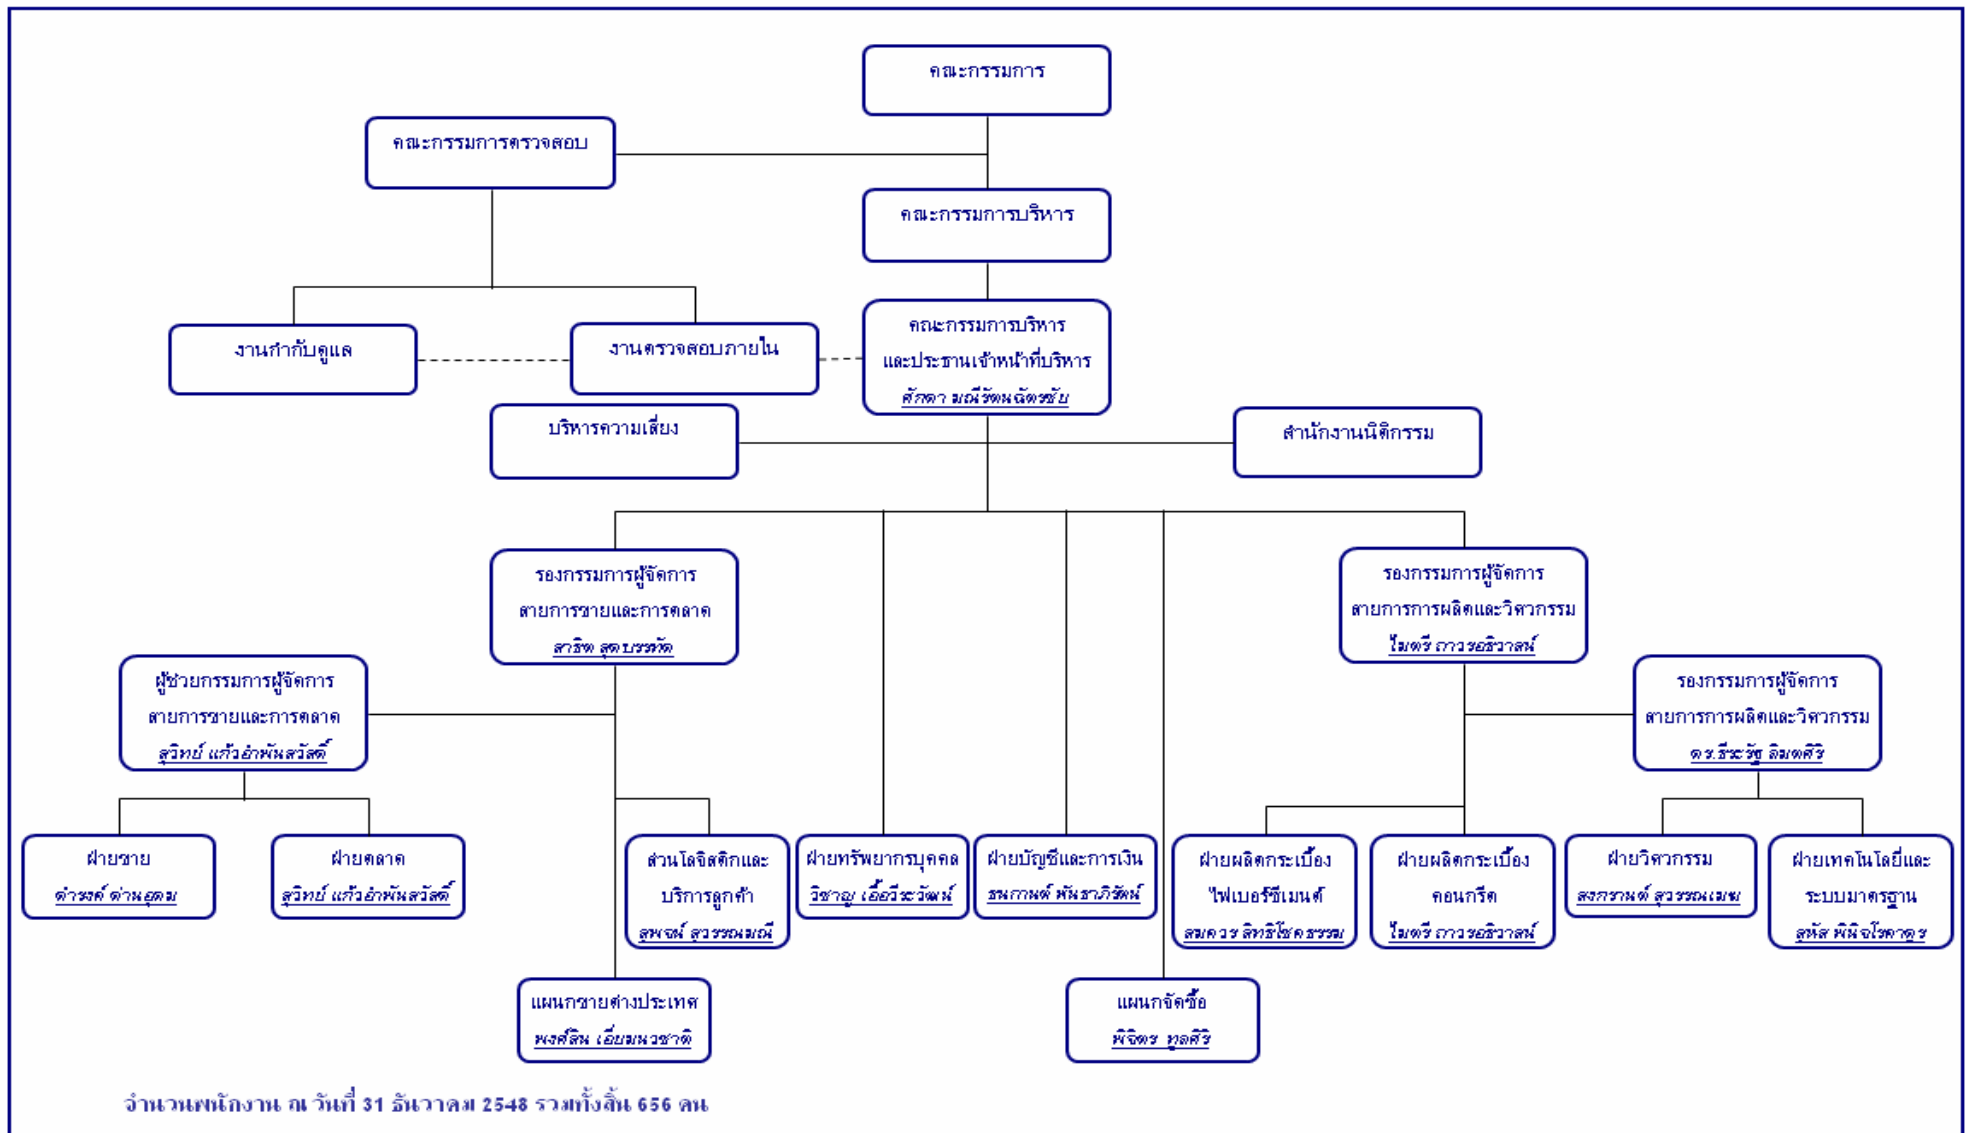 คณะกรรมการ
คณะกรรมการตรวจสอบ
คณะกรรมการบริหาร
งานกำกับดูแล
งานตรวจสอบภายใน
คณะกรรมการบริหาร
และประธานเจ้าหน้าที่บริหาร
ศักดา มณีรัตนฉัตรชัย
บริหารความเสี่ยง
สำนักงานนิติกรรม
รองกรรมการผู้จัดการ
สายการขายและการตลาด
สาธิต สุดบรรทัด
รองกรรมการผู้จัดการ
สายการการผลิตและวิศวกรรม
ไมตรี ถาวรอธิวาสน์
ผู้ช่วยกรรมการผู้จัดการ
สายการขายและการตลาด
สุวิทย์ แก้วอำพันสวัสดิ์
รองกรรมการผู้จัดการ
สายการการผลิตและวิศวกรรม
ดร.ธีระรัฐ ลิมตศิริ
ฝ่ายขาย
ดำรงค์ ด่านอุดม
ฝ่ายตลาด
สุวิทย์ แก้วอำพันสวัสดิ์
ส่วนโลจิสติกและ
บริการลูกค้า
สุพจน์ สุวรรณมณี
ฝ่ายทรัพยากรบุคคล
วิชาญ เอื้อวีระวัฒน์
ฝ่ายบัญชีและการเงิน
ธนกานต์ พันธาภิรัตน์
ฝ่ายผลิตกระเบื้อง
ไฟเบอร์ซีเมนต์
สมควร สิทธิโชคธรรม
ฝ่ายผลิตกระเบื้อง
คอนกรีต
ไมตรี ถาวรอธิวาสน์
ฝ่ายวิศวกรรม
สงกรานต์ สุวรรณเมฆ
ฝ่ายเทคโนโลยี่และ
ระบบมาตรฐาน
สุหัส พินิจโรคาดูร
แผนกขายต่างประเทศ
พงศ์สิน เอี่ยมนวชาติ
แผนกจัดซื้อ
พิจิตร ทูลศิริ
จำนวนพนักงาน ณ วันที่ 31 ธันวาคม 2548 รวมทั้งสิ้น 656 คน